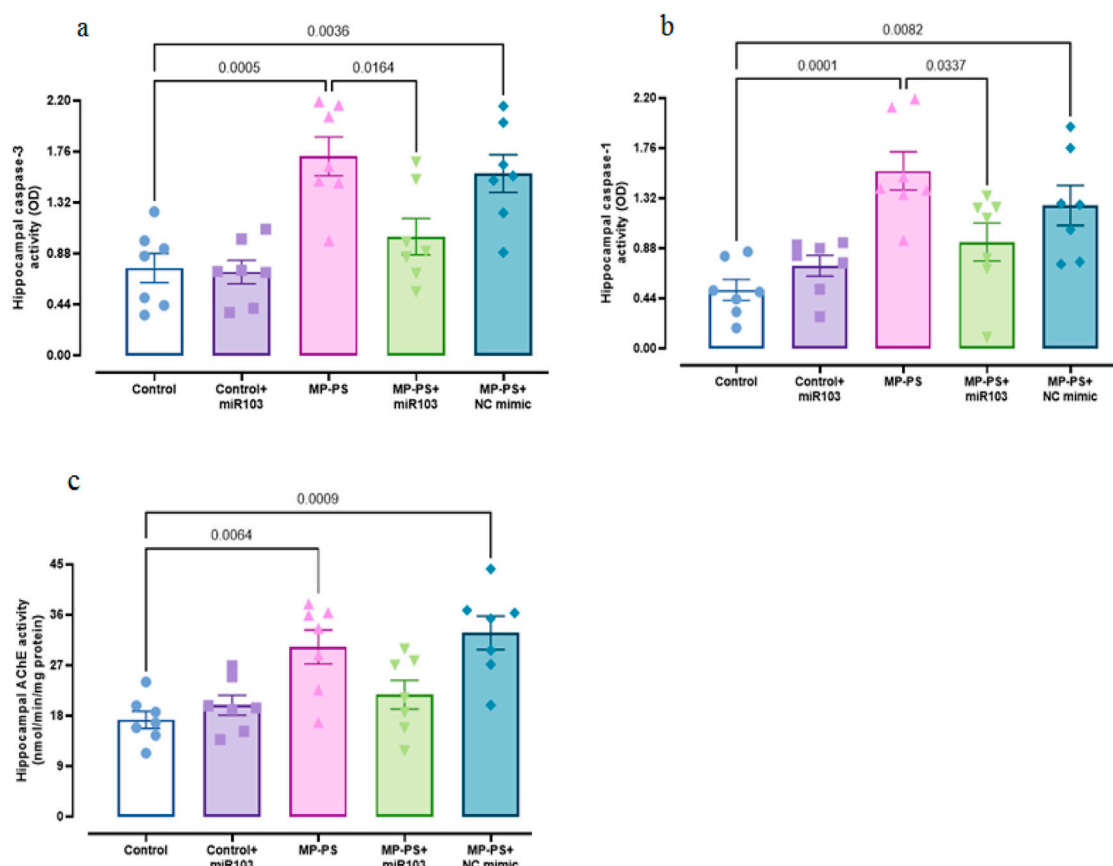 a
0.0036
0.0005
0.0164
Hippocampal caspase-3
activity (OD)
2.20
1.76
1.32
0.88
0.44
0.00
Control
Control+
miR103
MP-PS
MP-PS+
miR103
MP-PS+
NC mimic
b
0.0082
0.0001
0.0337
Hippocampal caspase-1
activity (OD)
2.20
1.76
1.32
0.88
0.44
0.00
Control
Control+
miR103
MP-PS
MP-PS+
miR103
MP-PS+
NC mimic
c
0.0009
0.0064
Hippocampal AChE activity
(nmol/min/mg protein)
45
36
27
18
9
0
Control
Control+
miR103
MP-PS
MP-PS+
miR103
MP-PS+
NC mimic